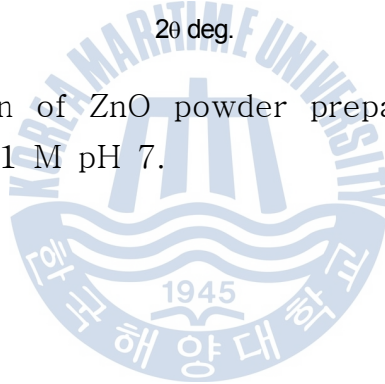 2θ deg.
n of ZnO powder prepa
1 M pH 7.
KOREA MARITIME UNIVERSITY
1945
한국해양대학교